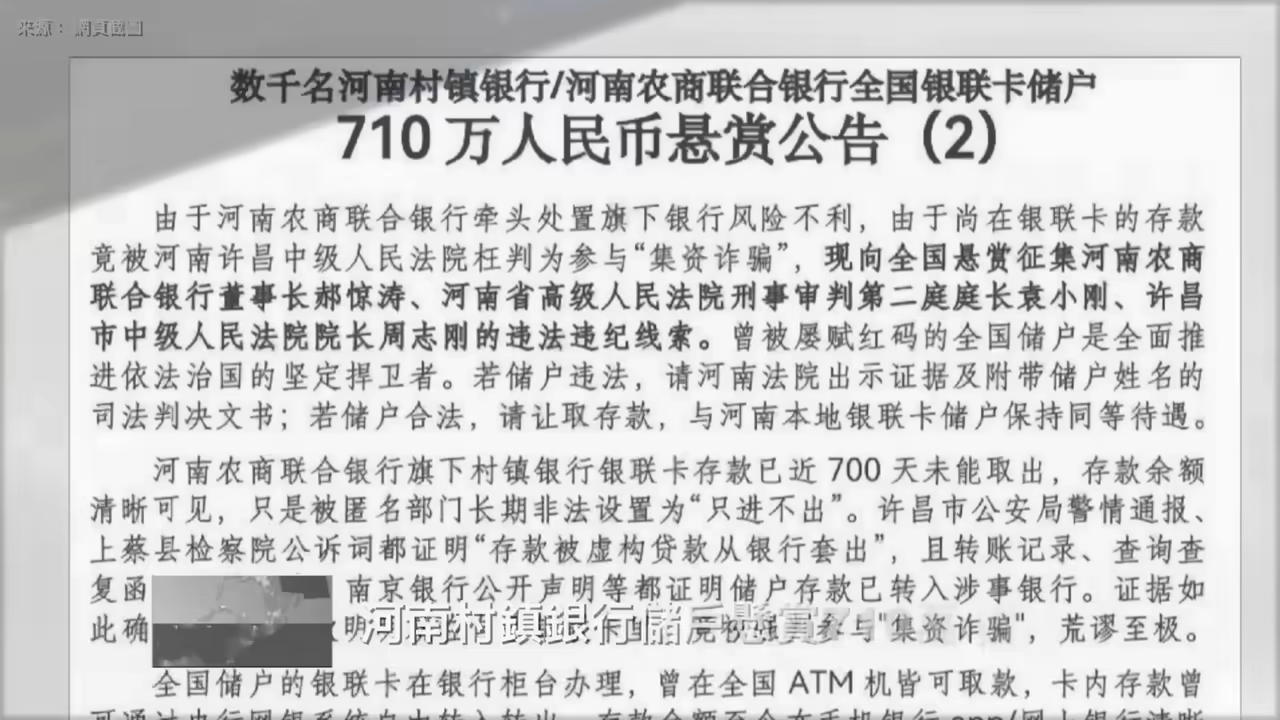 來源：網頁截圖
数千名河南村镇银行/河南农商联合银行全国银联卡储户
710 万人民币悬赏公告（2）
由于河南农商联合银行牵头处置旗下银行风险不利，由于尚在银联卡的存款
竟被河南许昌中级人民法院枉判为参与“集资诈骗”，现向全国悬赏征集河南农商
联合银行董事长郝惊涛、河南省高级人民法院刑事审判第二庭庭长袁小刚、许昌
市中级人民法院院长周志刚的违法违纪线索。曾被屡赋红码的全国储户是全面推
进依法治国的坚定捍卫者。若储户违法，请河南法院出示证据及附带储户姓名的
司法判决文书；若储户合法，请让取存款，与河南本地银联卡储户保持同等待遇。
河南农商联合银行旗下村镇银行银联卡存款已近 700 天未能取出，存款余额
清晰可见，只是被匿名部门长期非法设置为“只进不出”。许昌市公安局警情通报、
上蔡县检察院公诉词都证明“存款被虚构贷款从银行套出”，且转账记录、查询查
复函 南京银行公开声明等都证明储户存款已转入涉事银行。证据如
此确 参与"集资诈骗"，荒谬至极。
河南村鎮銀行儲戶懸賞710
全国储户的银联卡在银行柜台办理，曾在全国 ATM 机皆可取款，卡内存款曾